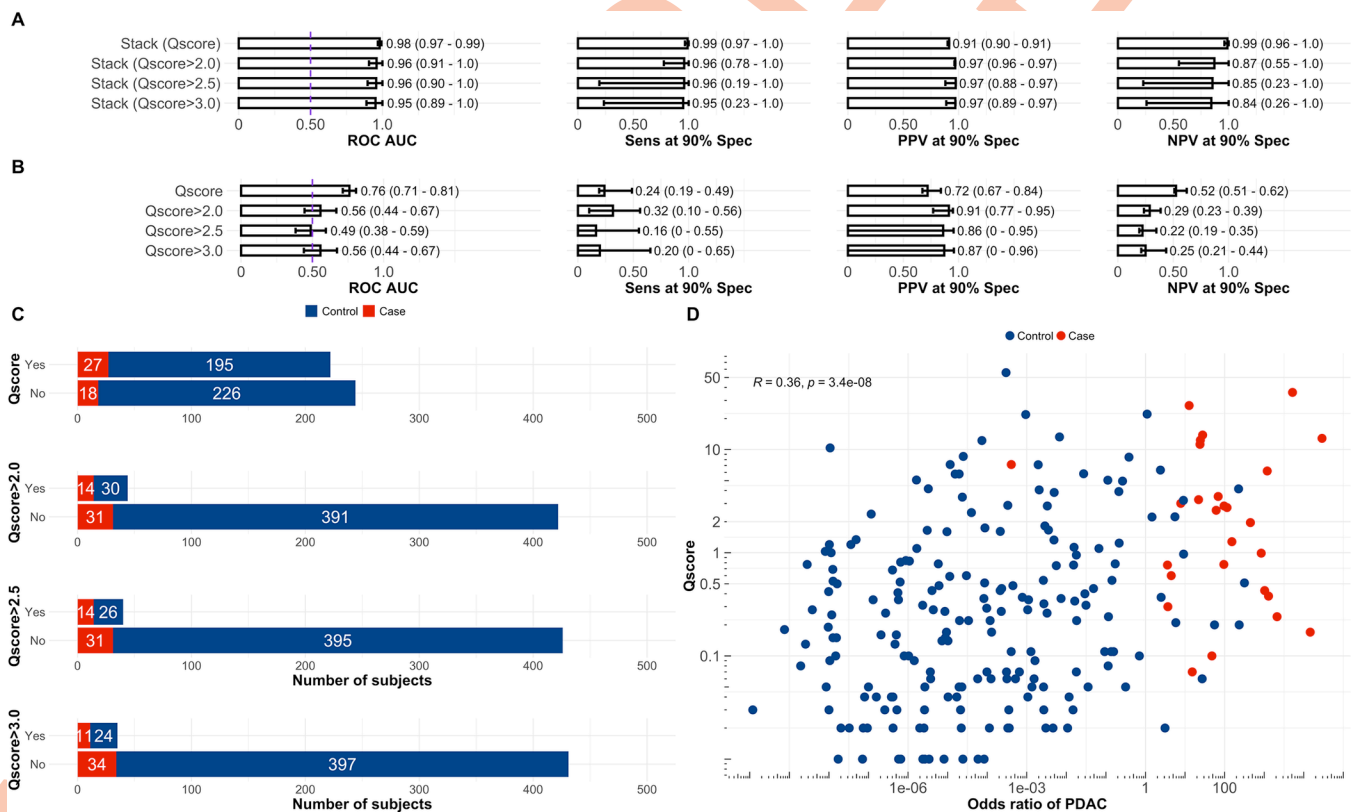 A
Stack (Qscore) 0.98 (0.97 - 0.99) 0.99 (0.97 - 1.0) 0.91 (0.90 - 0.91) 0.99 (0.96 - 1.0)
Stack (Qscore>2.0) 0.96 (0.91 - 1.0) 0.96 (0.78 - 1.0) 0.97 (0.96 - 0.97) 0.87 (0.55 - 1.0)
Stack (Qscore>2.5) 0.96 (0.90 - 1.0) 0.96 (0.19 - 1.0) 0.97 (0.88 - 0.97) 0.85 (0.23 - 1.0)
Stack (Qscore>3.0) 0.95 (0.89 - 1.0) 0.95 (0.23 - 1.0) 0.97 (0.89 - 0.97) 0.84 (0.26 - 1.0)
0 0.50 1.0 0 0.50 1.0 0 0.50 1.0 0 0.50 1.0
ROC AUC Sens at 90% Spec PPV at 90% Spec NPV at 90% Spec
B
Qscore 0.76 (0.71 - 0.81) 0.24 (0.19 - 0.49) 0.72 (0.67 - 0.84) 0.52 (0.51 - 0.62)
Qscore>2.0 0.56 (0.44 - 0.67) 0.32 (0.10 - 0.56) 0.91 (0.77 - 0.95) 0.29 (0.23 - 0.39)
Qscore>2.5 0.49 (0.38 - 0.59) 0.16 (0 - 0.55) 0.86 (0 - 0.95) 0.22 (0.19 - 0.35)
Qscore>3.0 0.56 (0.44 - 0.67) 0.20 (0 - 0.65) 0.87 (0 - 0.96) 0.25 (0.21 - 0.44)
0 0.50 1.0 0 0.50 1.0 0 0.50 1.0 0 0.50 1.0
ROC AUC Sens at 90% Spec PPV at 90% Spec NPV at 90% Spec
C
Control Case
Qscore
Yes 27 195
No 18 226
0 100 200 300 400 500
Qscore>2.0
Yes 14 30
No 31 391
0 100 200 300 400 500
Qscore>2.5
Yes 14 26
No 31 395
0 100 200 300 400 500
Number of subjects
Qscore>3.0
Yes 11 24
No 34 397
0 100 200 300 400 500
Number of subjects
D
Control Case
R = 0.36, p = 3.4e-08
Qscore
50
10
2
1
0.5
0.1
1e-06 1e-03 1 100
Odds ratio of PDAC